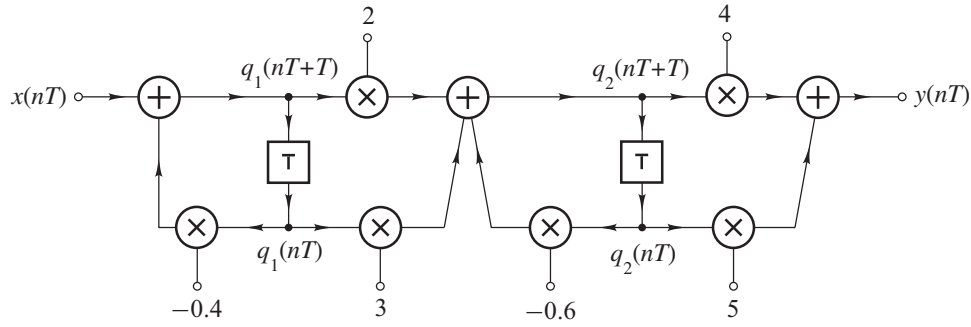 2
4
q₁(nT+T)
q₂(nT+T)
x(nT)
+
×
+
×
+
y(nT)
T
T
×
×
×
×
q₁(nT)
q₂(nT)
−0.4
3
−0.6
5